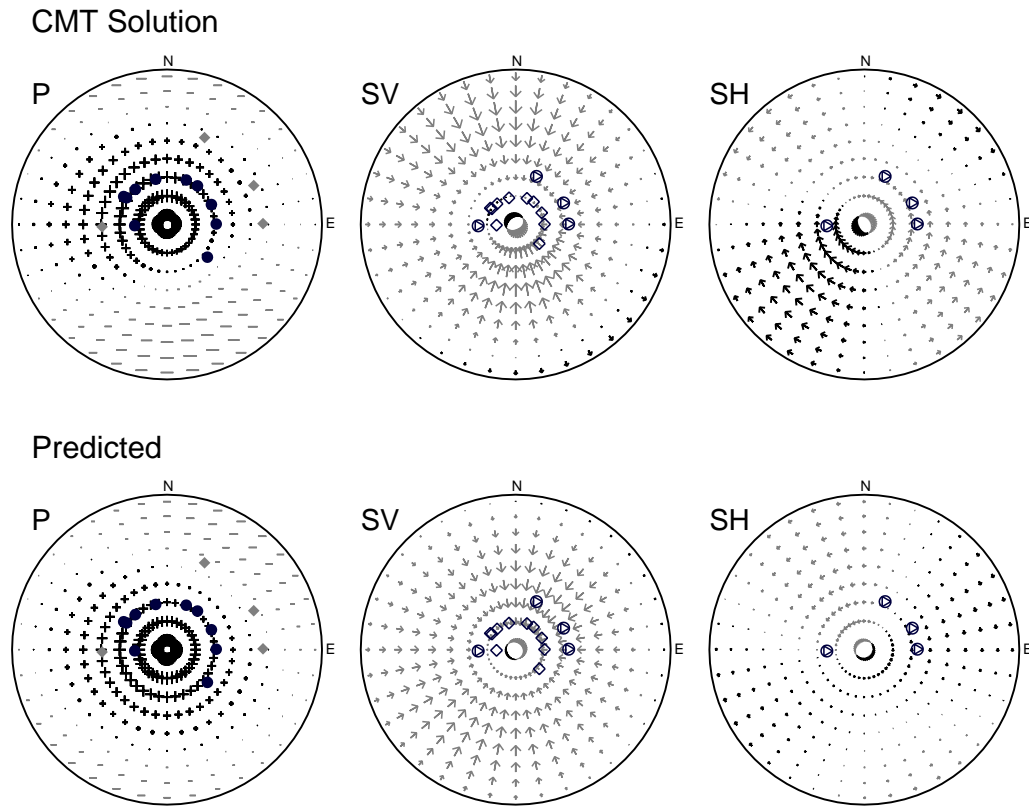 CMT Solution
N N N
P SV SH
E E E
Predicted
N N N
P SV SH
E E E